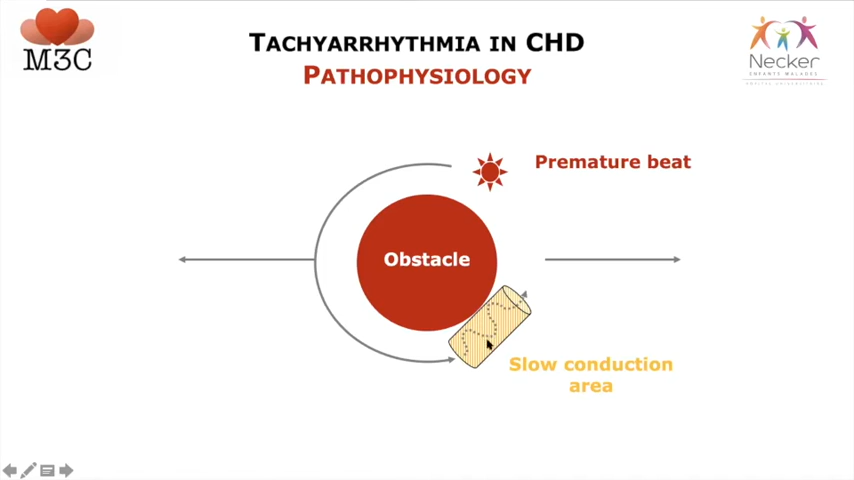 M3C
TACHYARRHYTHMIA IN CHD
PATHOPHYSIOLOGY
Necker
ENFANTS MALADES
Premature beat
Obstacle
Slow conduction
area